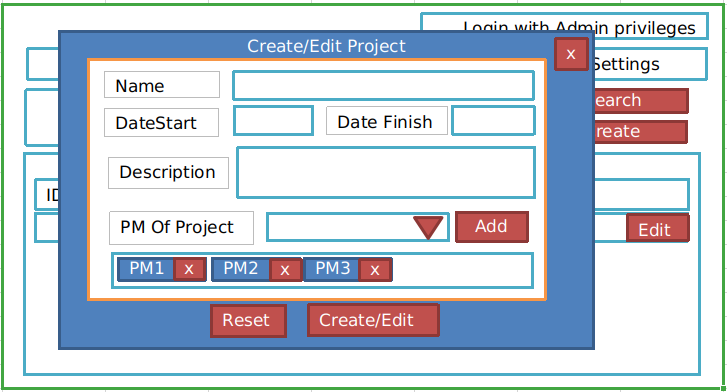 Login with Admin privileges
Create/Edit Project
x
Settings
Name
earch
DateStart
Date Finish
reate
Description
ID
PM Of Project
Add
Edit
PM1 x PM2 x PM3 x
Reset
Create/Edit